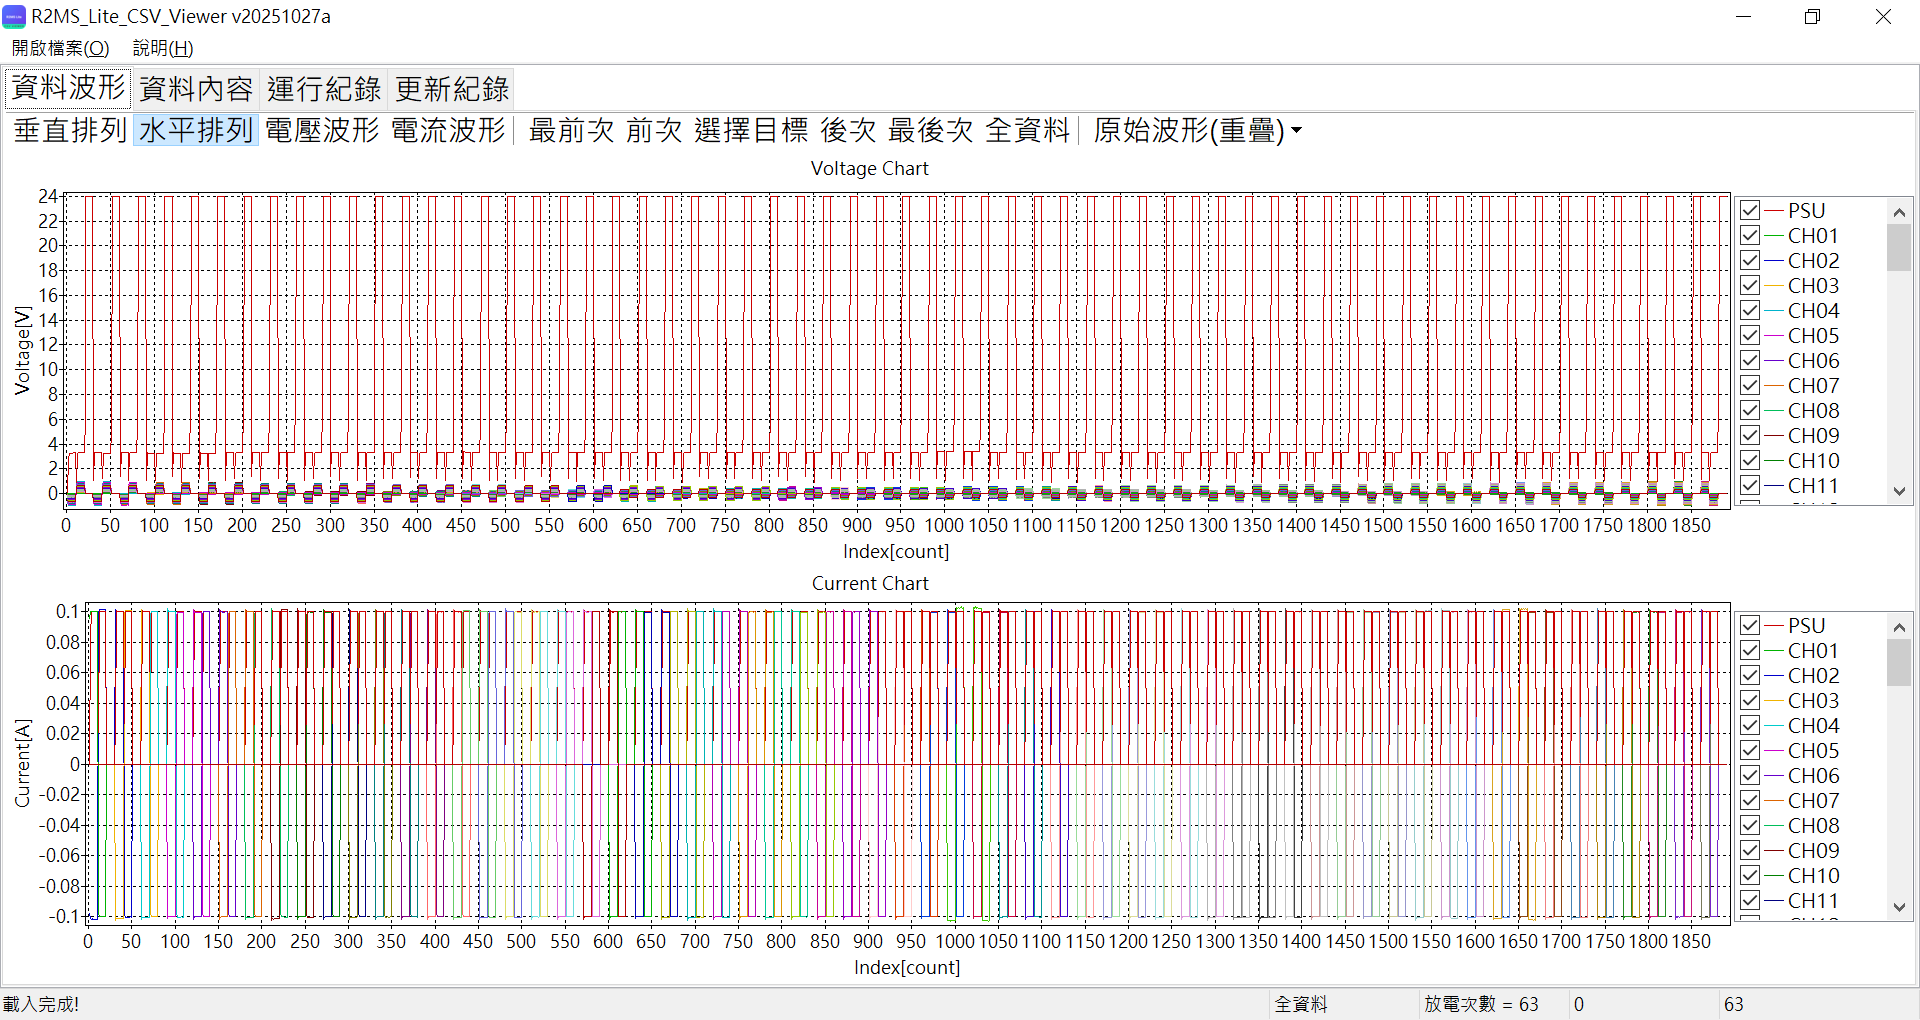 R2MS_Lite_CSV_Viewer v20251027a
開啟檔案(O) 說明(H)
資料波形 資料內容 運行紀錄 更新紀錄
垂直排列 水平排列 電壓波形 電流波形 最前次 前次 選擇目標 後次 最後次 全資料 原始波形(重疊)
Voltage Chart
Voltage[V]
24
22
20
18
16
14
12
10
8
6
4
2
0
0 50 100 150 200 250 300 350 400 450 500 550 600 650 700 750 800 850 900 950 1000 1050 1100 1150 1200 1250 1300 1350 1400 1450 1500 1550 1600 1650 1700 1750 1800 1850
Index[count]
PSU
CH01
CH02
CH03
CH04
CH05
CH06
CH07
CH08
CH09
CH10
CH11
Current Chart
Current[A]
0.1
0.08
0.06
0.04
0.02
0
-0.02
-0.04
-0.06
-0.08
-0.1
0 50 100 150 200 250 300 350 400 450 500 550 600 650 700 750 800 850 900 950 1000 1050 1100 1150 1200 1250 1300 1350 1400 1450 1500 1550 1600 1650 1700 1750 1800 1850
Index[count]
PSU
CH01
CH02
CH03
CH04
CH05
CH06
CH07
CH08
CH09
CH10
CH11
載入完成! 全資料 放電次數 = 63 0 63